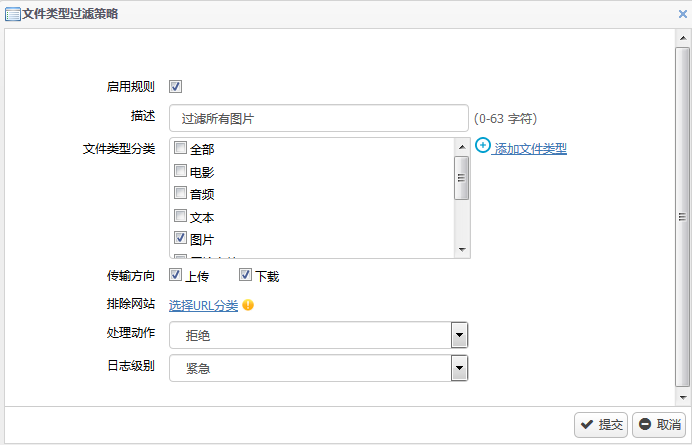 文件类型过滤策略
启用规则
描述 过滤所有图片 (0-63 字符)
文件类型分类 全部 添加文件类型
电影
音频
文本
图片
传输方向 上传 下载
排除网站 选择URL分类
处理动作 拒绝
日志级别 紧急
提交 取消